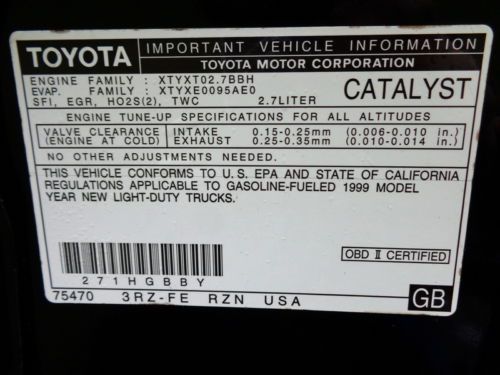 TOYOTA IMPORTANT VEHICLE INFORMATION
TOYOTA MOTOR CORPORATION
ENGINE FAMILY : XTYXT02.7BBH
EVAP. FAMILY : XTYXE0095AE0
SFI, EGR, HO2S(2), TWC 2.7LITER
CATALYST
ENGINE TUNE-UP SPECIFICATIONS FOR ALL ALTITUDES
VALVE CLEARANCE INTAKE 0.15-0.25mm (0.006-0.010 in.)
(ENGINE AT COLD) EXHAUST 0.25-0.35mm (0.010-0.014 in.)
NO OTHER ADJUSTMENTS NEEDED.
THIS VEHICLE CONFORMS TO U.S. EPA AND STATE OF CALIFORNIA
REGULATIONS APPLICABLE TO GASOLINE-FUELED 1999 MODEL
YEAR NEW LIGHT-DUTY TRUCKS.
OBD II CERTIFIED
271HGBBY
75470 3RZ-FE RZN USA GB